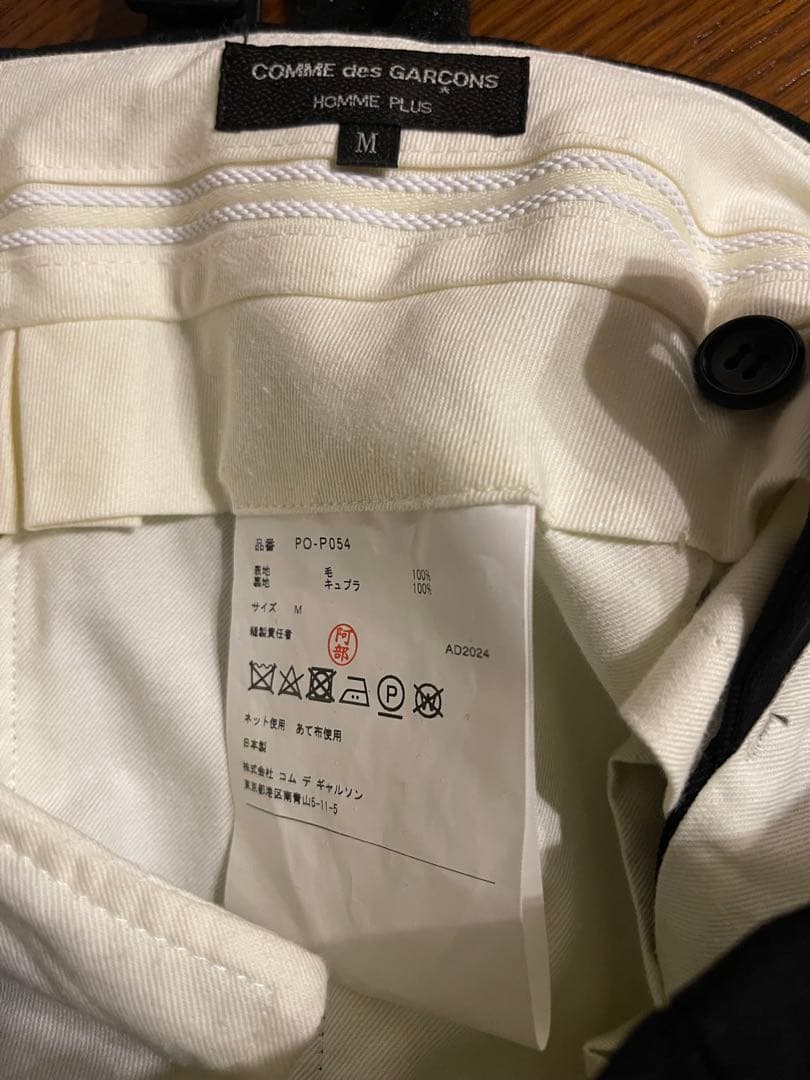 COMME des GARÇONS
HOMME PLUS
M
品番 PO-P054
表地 毛 100%
裏地 キュプラ 100%
サイズ M
縫製責任者
阿部
AD2024
P
W
ネット使用 あて布使用
日本製
株式会社 コム デ ギャルソン
東京都港区南青山5-11-5